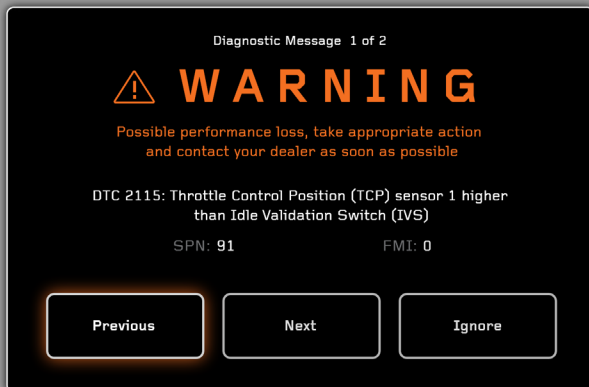 Diagnostic Message 1 of 2
WARNING
Possible performance loss, take appropriate action
and contact your dealer as soon as possible
DTC 2115: Throttle Control Position (TCP) sensor 1 higher
than Idle Validation Switch (IVS)
SPN: 91 FMI: 0
Previous Next Ignore